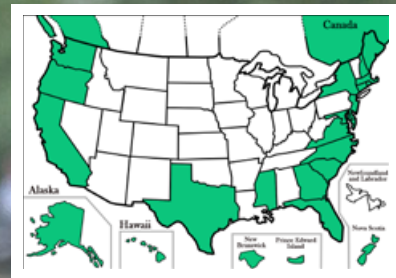 Canada
Newfoundland
and Labrador
Alaska
Hawaii
New
Brunswick
Prince Edward
Island
Nova Scotia